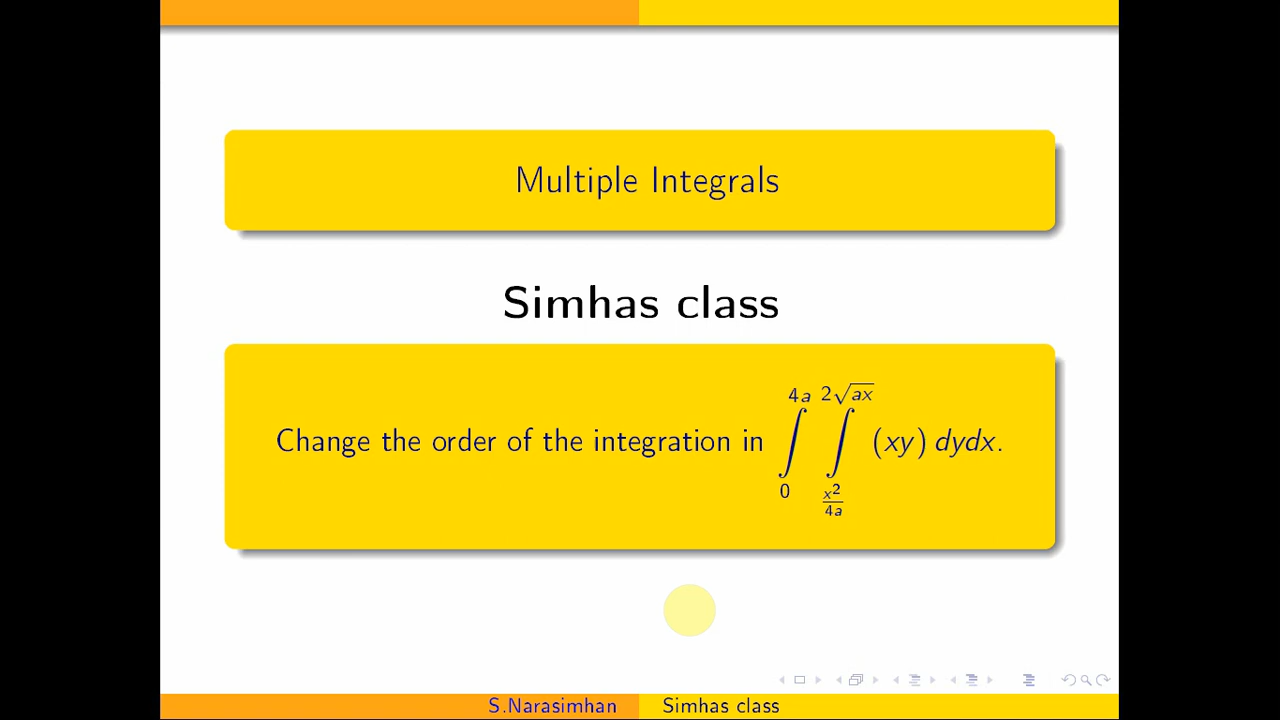 Multiple Integrals
Simhas class
Change the order of the integration in ∫_0^{4a} ∫_{x²/4a}^{2√ax} (xy) dydx.
S.Narasimhan Simhas class